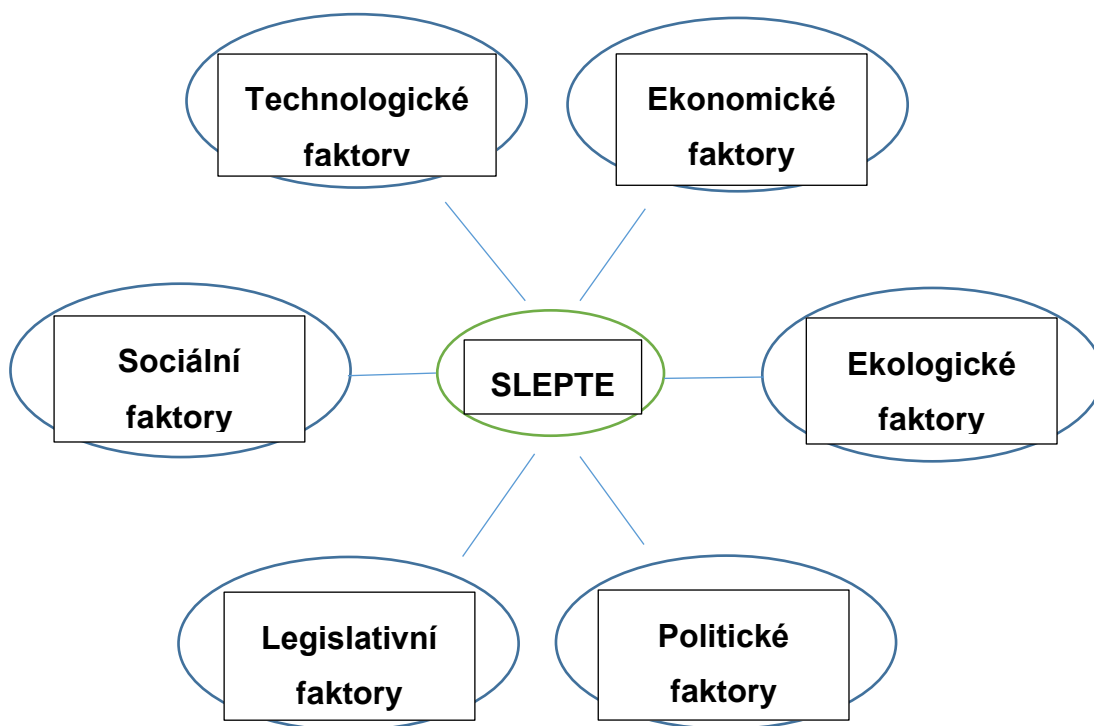 Technologické
faktory
Ekonomické
faktory
Sociální
faktory
SLEPTE
Ekologické
faktory
Legislativní
faktory
Politické
faktory